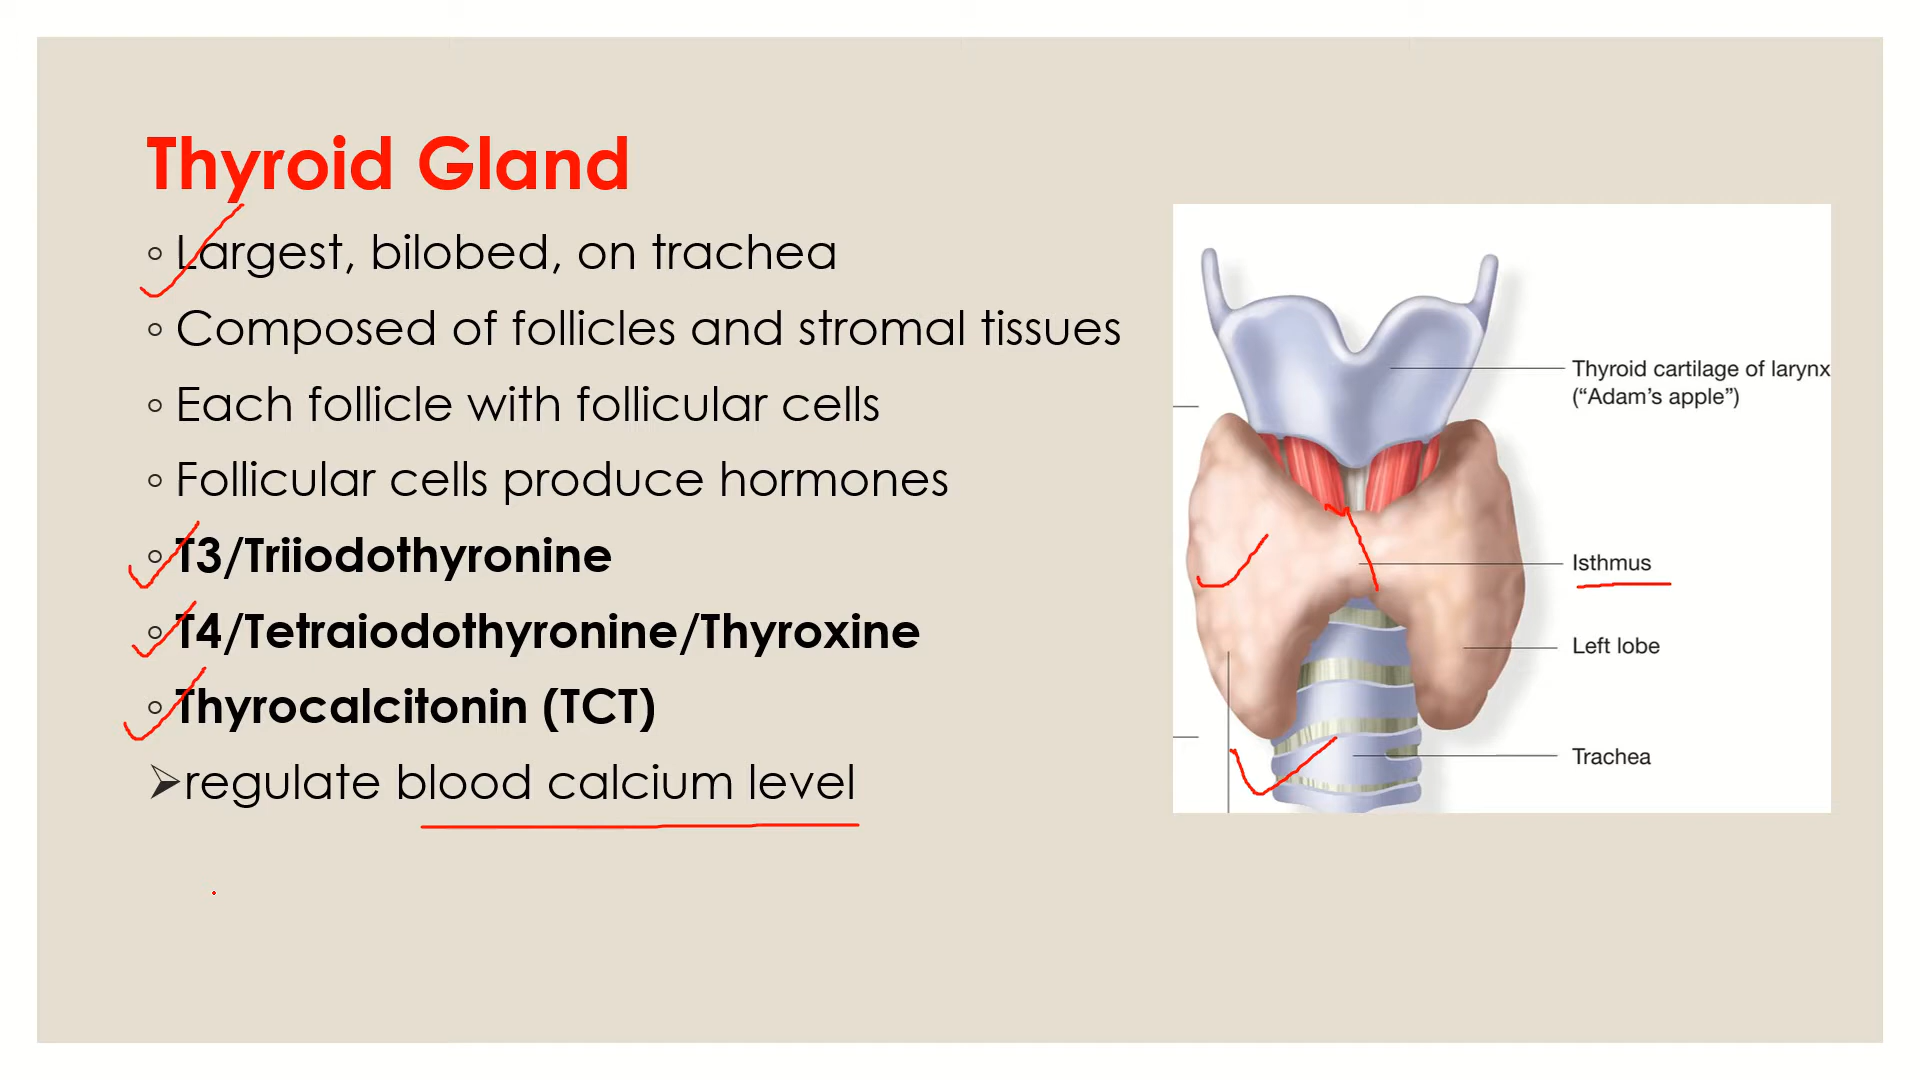 Thyroid Gland
Largest, bilobed, on trachea
Composed of follicles and stromal tissues
Each follicle with follicular cells
Follicular cells produce hormones
T3/Triiodothyronine
T4/Tetraiodothyronine/Thyroxine
Thyrocalcitonin (TCT)
regulate blood calcium level
Thyroid cartilage of larynx
(“Adam’s apple”)
Isthmus
Left lobe
Trachea